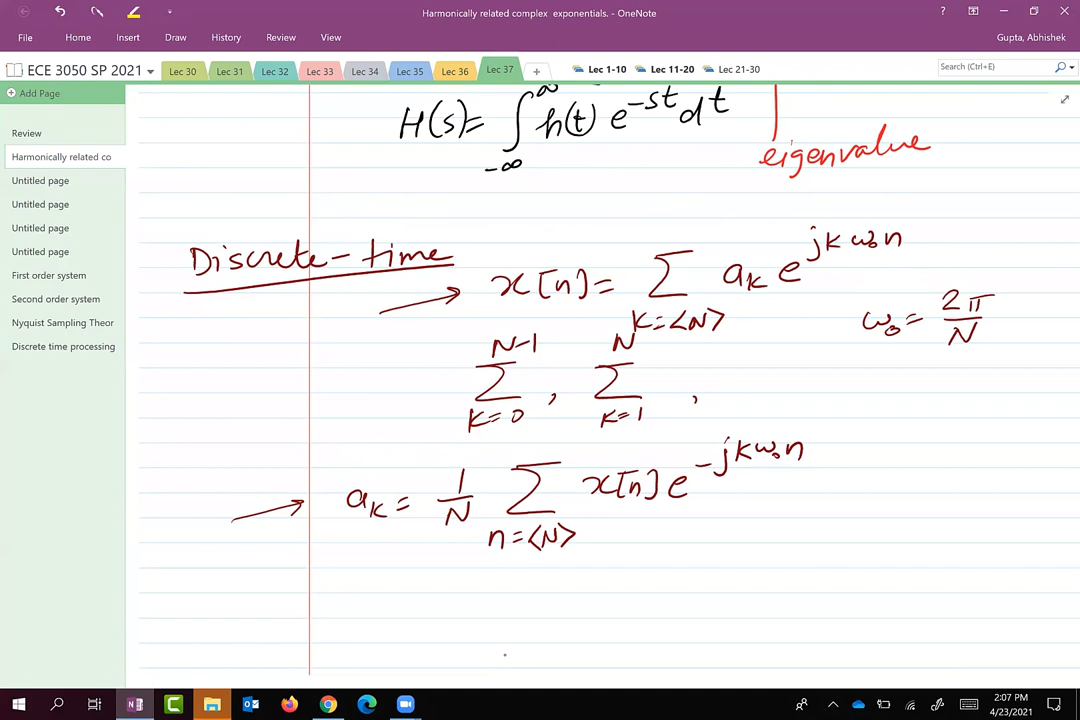 Harmonically related complex exponentials. - OneNote
File Home Insert Draw History Review View
Gupta, Abhishek
ECE 3050 SP 2021
Lec 30 Lec 31 Lec 32 Lec 33 Lec 34 Lec 35 Lec 36 Lec 37 Lec 1-10 Lec 11-20 Lec 21-30
Search (Ctrl+E)
Add Page
Review
Harmonically related co
Untitled page
Untitled page
Untitled page
Untitled page
First order system
Second order system
Nyquist Sampling Theor
Discrete time processing
H(s) = ∫_{-∞}^{∞} h(t) e^{-st} dt
eigenvalue
Discrete-time
→ x[n] = Σ_{k=<N>} a_k e^{jkω₀n}
ω₀ = 2π/N
Σ_{k=0}^{N-1} , Σ_{k=1}^{N} ,
→ a_k = 1/N Σ_{n=<N>} x[n] e^{-jkω₀n}
2:07 PM
4/23/2021